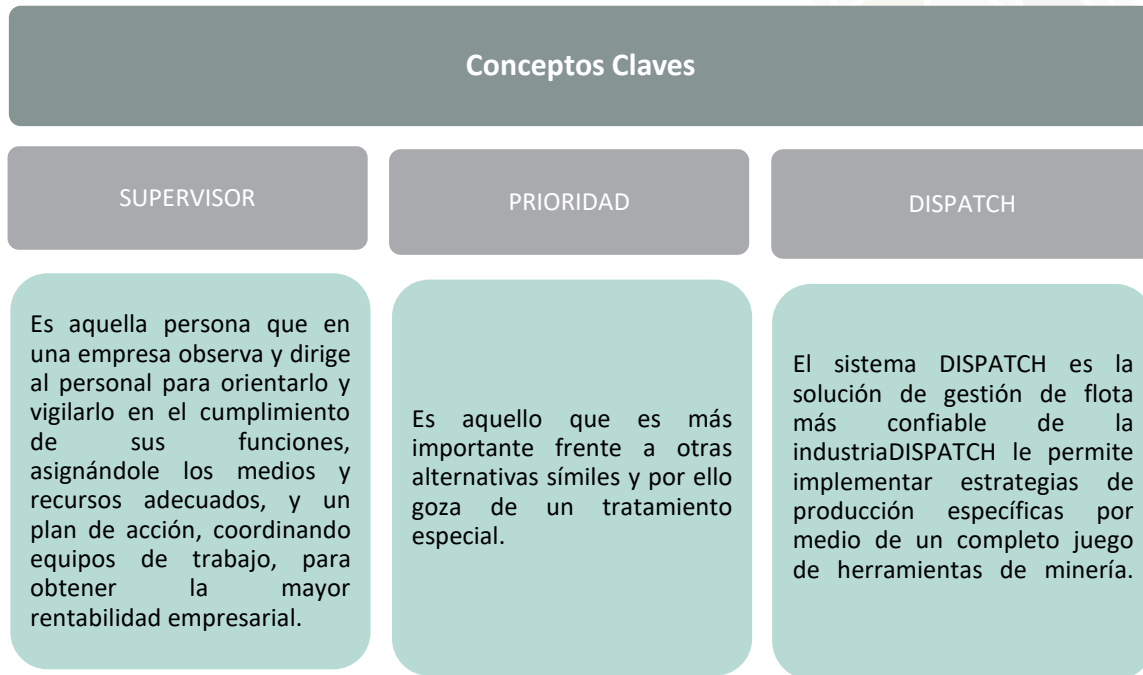 Conceptos Claves
SUPERVISOR
Es aquella persona que en
una empresa observa y dirige
al personal para orientarlo y
vigilarlo en el cumplimiento
de sus funciones,
asignándole los medios y
recursos adecuados, y un
plan de acción, coordinando
equipos de trabajo, para
obtener la mayor
rentabilidad empresarial.
PRIORIDAD
Es aquello que es más
importante frente a otras
alternativas símiles y por ello
goza de un tratamiento
especial.
DISPATCH
El sistema DISPATCH es la
solución de gestión de flota
más confiable de la
industriaDISPATCH le permite
implementar estrategias de
producción específicas por
medio de un completo juego
de herramientas de minería.